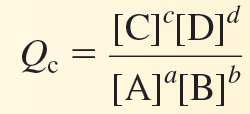 Qc = [C]^c[D]^d / [A]^a[B]^b